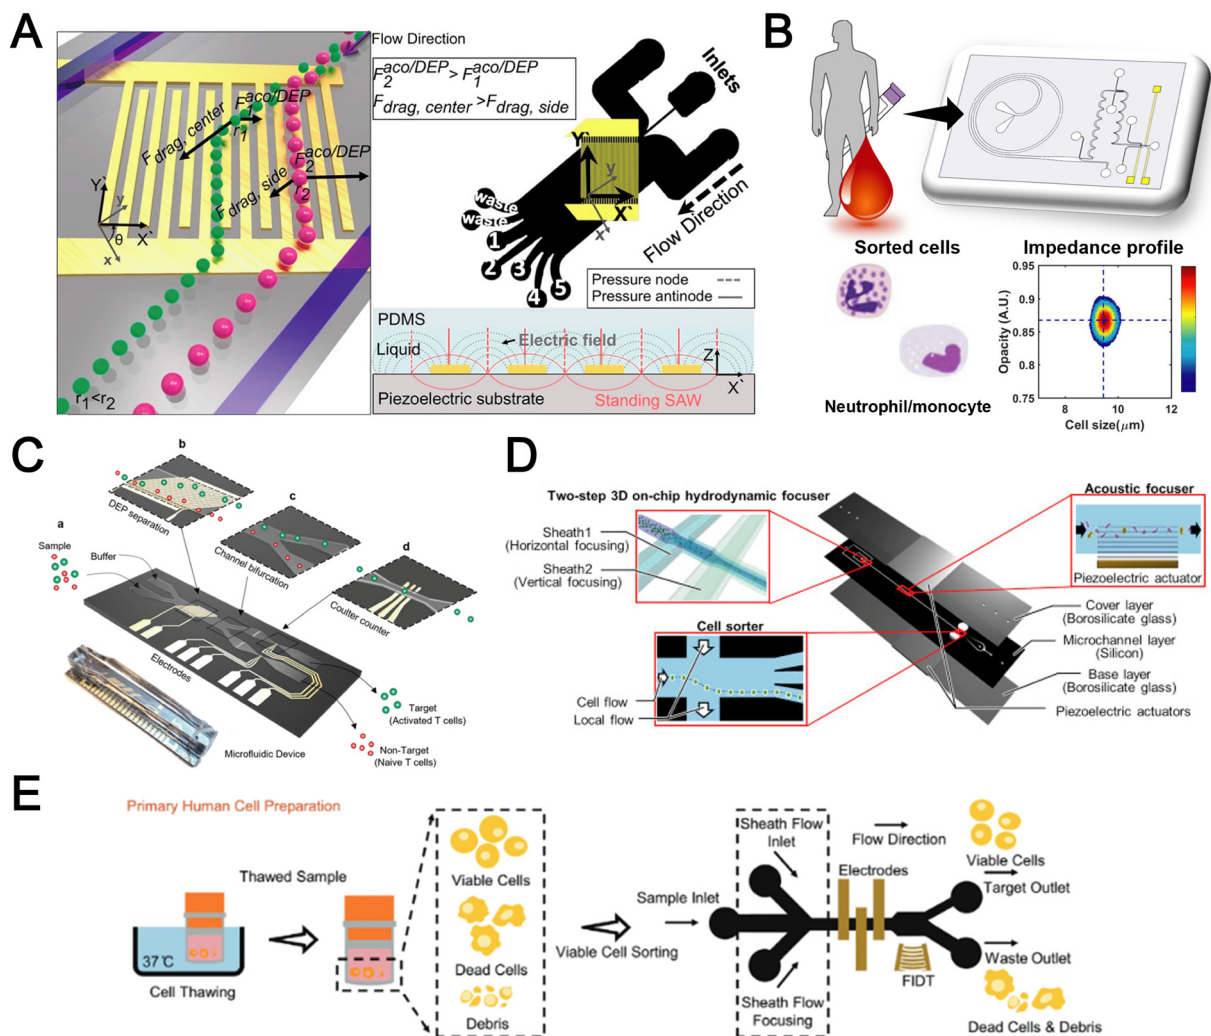 A
Flow Direction
F2^aco/DEP > F1^aco/DEP
Fdrag, center >Fdrag, side
F1^aco/DEP
r1
Fdrag, center
F2^aco/DEP
Fdrag, side
r2
Y`
y
X`
θ
x
r1<r2
Inlets
Y`
y
X`
x
Flow Direction
waste
waste
1
2
3
4
5
Pressure node
Pressure antinode
PDMS
Liquid
Electric field
Z
X`
Piezoelectric substrate
Standing SAW
B
Sorted cells
Neutrophil/monocyte
Impedance profile
Opacity (A.U.)
0.95
0.9
0.85
0.8
0.75
8
10
12
Cell size(μm)
C
a
Sample
Buffer
b
DEP separation
c
Channel bifurcation
d
Coulter counter
Electrodes
Target
(Activated T cells)
Non-Target
(Naive T cells)
Microfluidic Device
D
Two-step 3D on-chip hydrodynamic focuser
Sheath1
(Horizontal focusing)
Sheath2
(Vertical focusing)
Acoustic focuser
Piezoelectric actuator
Cover layer
(Borosilicate glass)
Microchannel layer
(Silicon)
Base layer
(Borosilicate glass)
Piezoelectric actuators
Cell sorter
Cell flow
Local flow
E
Primary Human Cell Preparation
37℃
Cell Thawing
Thawed Sample
Viable Cells
Dead Cells
Debris
Viable Cell Sorting
Sample Inlet
Sheath Flow
Inlet
Sheath Flow
Focusing
Flow Direction
Electrodes
FIDT
Viable Cells
Target Outlet
Waste Outlet
Dead Cells & Debris